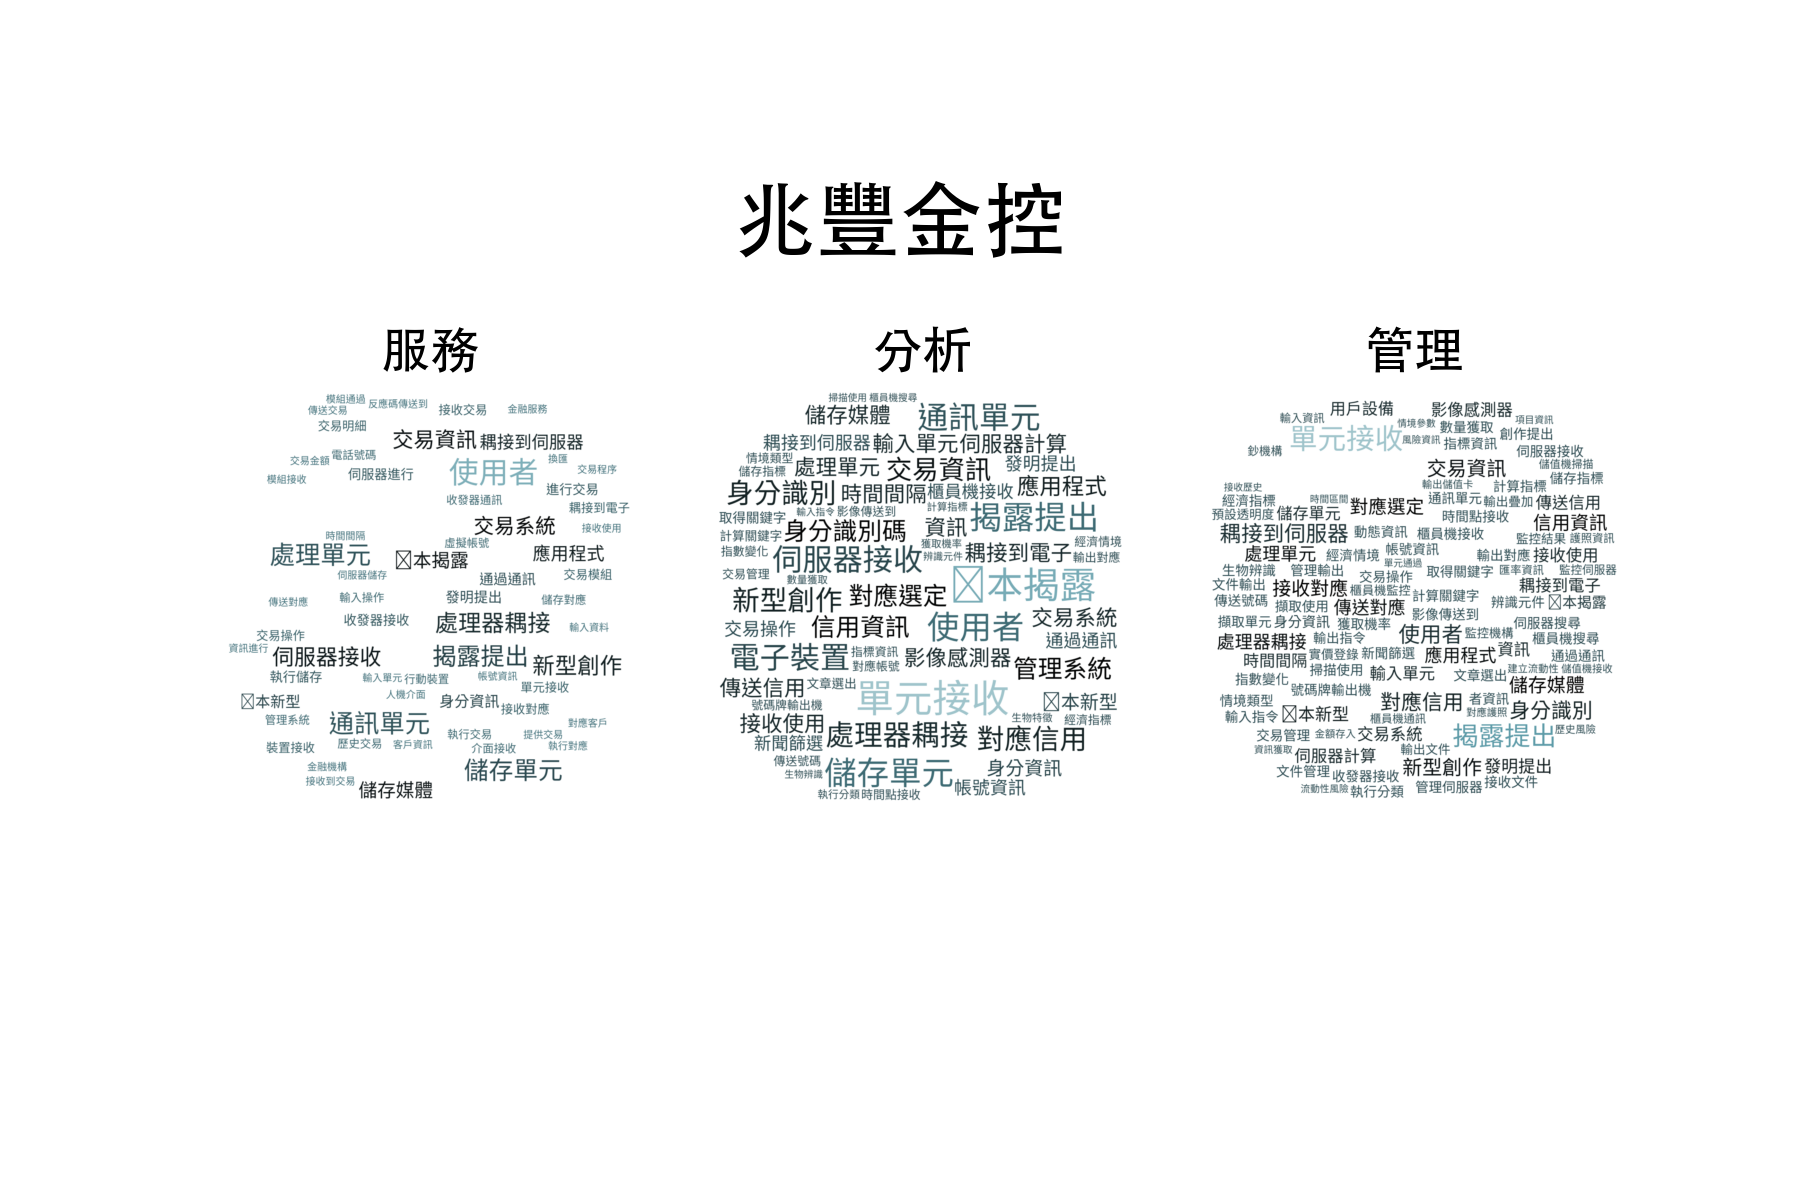 兆豐金控
服務
分析
管理
模組通過
反應碼傳送到
傳送交易
接收交易
金融服務
交易明細
交易資訊
耦接到伺服器
電話號碼
交易金額
使用者
換匯
交易程序
模組接收
伺服器進行
進行交易
收發器通訊
耦接到電子
交易系統
接收使用
時間間隔
虛擬帳號
處理單元
本揭露
應用程式
伺服器儲存
通過通訊
交易模組
傳送對應
輸入操作
發明提出
儲存對應
收發器接收
處理器耦接
輸入資料
交易操作
資訊進行
伺服器接收
揭露提出
新型創作
執行儲存
輸入單元
行動裝置
帳號資訊
單元接收
人機介面
本新型
身分資訊
接收對應
管理系統
通訊單元
對應客戶
執行交易
提供交易
裝置接收
歷史交易
客戶資訊
介面接收
執行對應
金融機構
儲存單元
接收到交易
儲存媒體
掃描使用
櫃員機搜尋
儲存媒體
通訊單元
耦接到伺服器
輸入單元
伺服器計算
情境類型
儲存指標
處理單元
交易資訊
發明提出
身分識別
時間間隔
櫃員機接收
應用程式
取得關鍵字
輸入指令
影像傳送到
計算指標
揭露提出
計算關鍵字
身分識別碼
資訊
指數變化
伺服器接收
獲取機率
辨識元件
耦接到電子
經濟情境
輸出對應
交易管理
數量獲取
本揭露
新型創作
對應選定
交易操作
信用資訊
使用者
交易系統
通過通訊
電子裝置
指標資訊
對應帳號
影像感測器
管理系統
傳送信用
文章選出
單元接收
本新型
號碼牌輸出機
接收使用
生物特徵
經濟指標
新聞篩選
處理器耦接
對應信用
傳送號碼
生物辨識
儲存單元
身分資訊
帳號資訊
執行分類
時間點接收
輸入資訊
用戶設備
影像感測器
情境參數
項目資訊
單元接收
風險資訊
數量獲取
創作提出
指標資訊
鈔機構
伺服器接收
交易資訊
儲值機掃描
儲存指標
接收歷史
輸出儲值卡
計算指標
經濟指標
時間區間
對應選定
通訊單元
輸出疊加
傳送信用
預設透明度
儲存單元
時間點接收
信用資訊
耦接到伺服器
動態資訊
櫃員機接收
監控結果
護照資訊
處理單元
經濟情境
帳號資訊
輸出對應
接收使用
單元通過
生物辨識
管理輸出
交易操作
取得關鍵字
匯率資訊
監控伺服器
文件輸出
接收對應
櫃員機監控
計算關鍵字
耦接到電子
傳送號碼
擷取使用
傳送對應
影像傳送到
辨識元件
本揭露
擷取單元
身分資訊
獲取機率
伺服器搜尋
處理器耦接
輸出指令
使用者
監控機構
櫃員機搜尋
時間間隔
實價登錄
新聞篩選
應用程式
資訊
通過通訊
指數變化
掃描使用
輸入單元
文章選出
建立流動性
儲值機接收
號碼牌輸出機
儲存媒體
情境類型
對應信用
者資訊
對應護照
身分識別
輸入指令
本新型
櫃員機通訊
交易管理
金額存入
交易系統
揭露提出
歷史風險
資訊獲取
伺服器計算
輸出文件
文件管理
收發器接收
新型創作
發明提出
流動性風險
執行分類
管理伺服器
接收文件